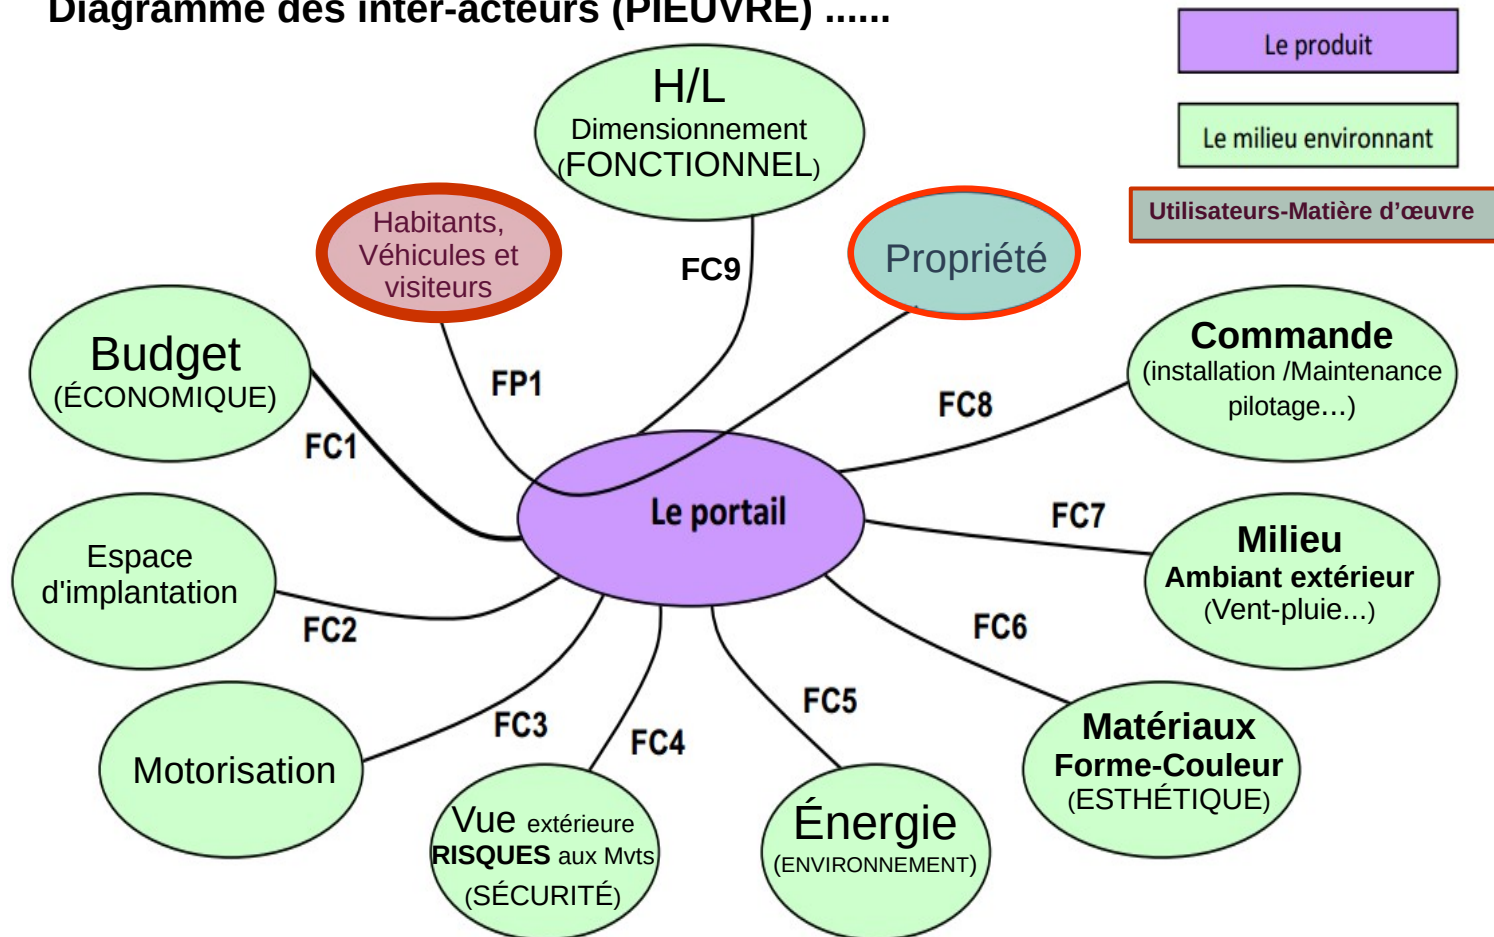 Diagramme des inter-acteurs (PIEUVRE) ......
Le produit
Le milieu environnant
Utilisateurs-Matière d’œuvre
H/L
Dimensionnement
(FONCTIONNEL)
Habitants,
Véhicules et
visiteurs
Propriété
FC9
Budget
(ÉCONOMIQUE)
FP1
FC1
Commande
(installation /Maintenance
pilotage...)
FC8
Le portail
Espace
d'implantation
FC2
FC7
Milieu
Ambiant extérieur
(Vent-pluie...)
Motorisation
FC3
FC4
Vue extérieure
RISQUES aux Mvts
(SÉCURITÉ)
FC5
Énergie
(ENVIRONNEMENT)
FC6
Matériaux
Forme-Couleur
(ESTHÉTIQUE)